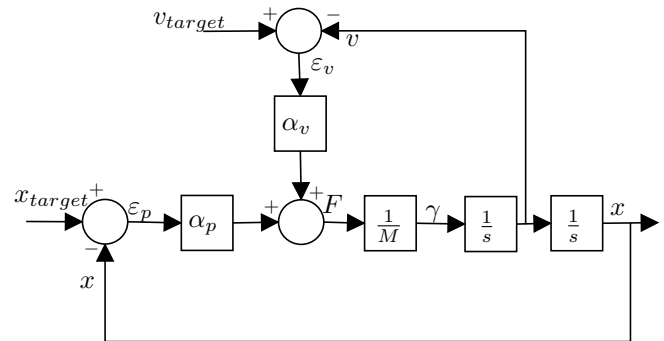 + −
v_target v
ε_v
α_v
x_target + ε_p α_p + + F 1/M γ 1/s 1/s x
−
x